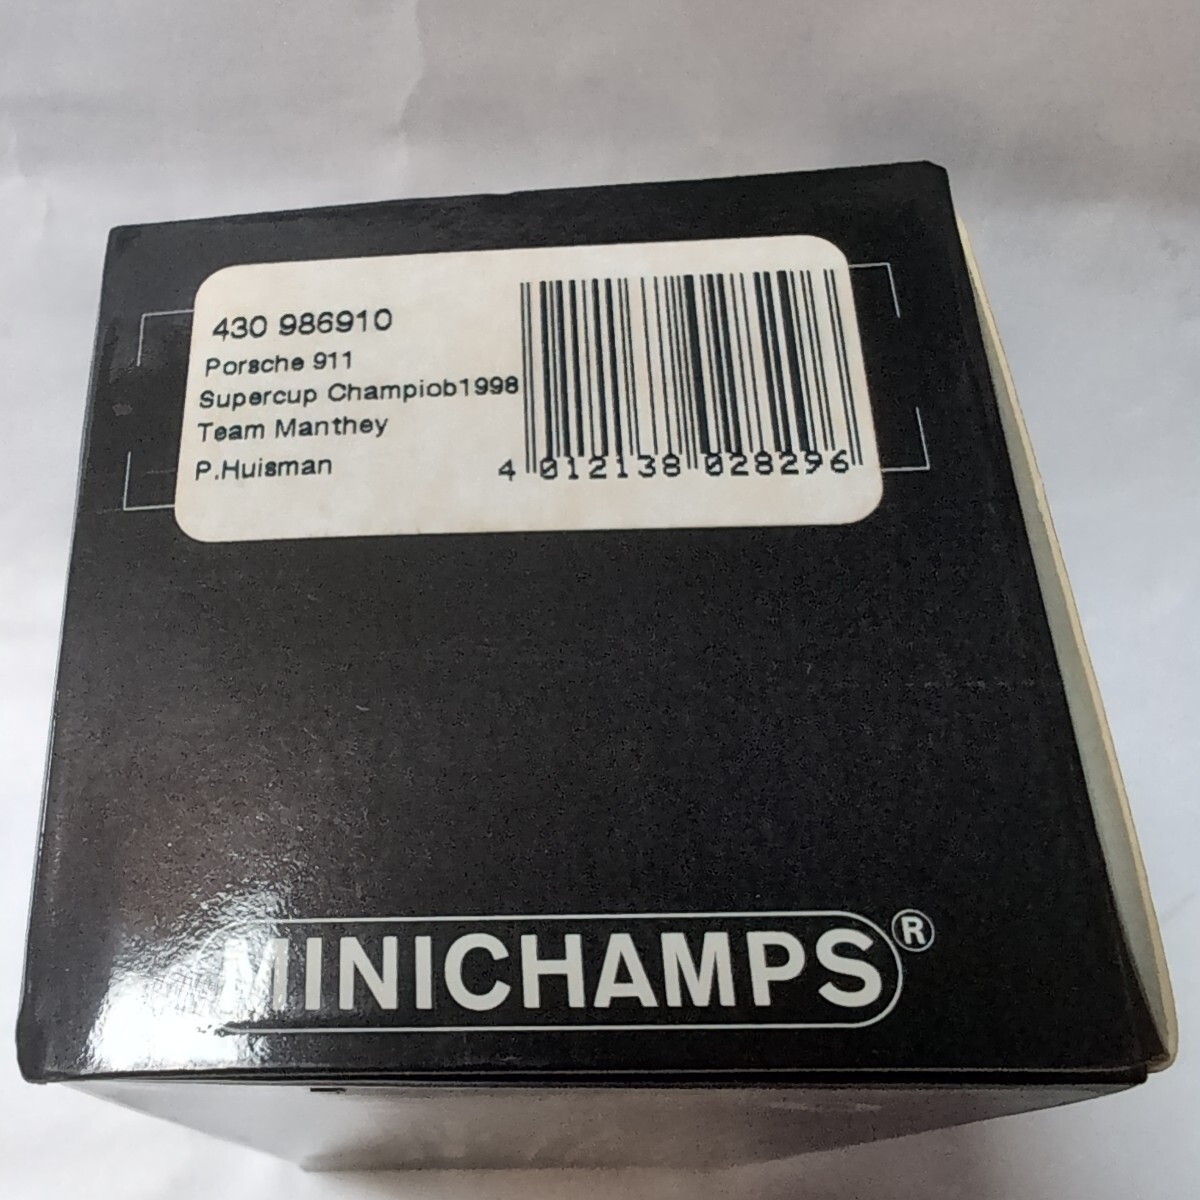 430 986910
Porsche 911
Supercup Champiob1998
Team Manthey
P.Huisman
4 012138 028296
MINICHAMPS®